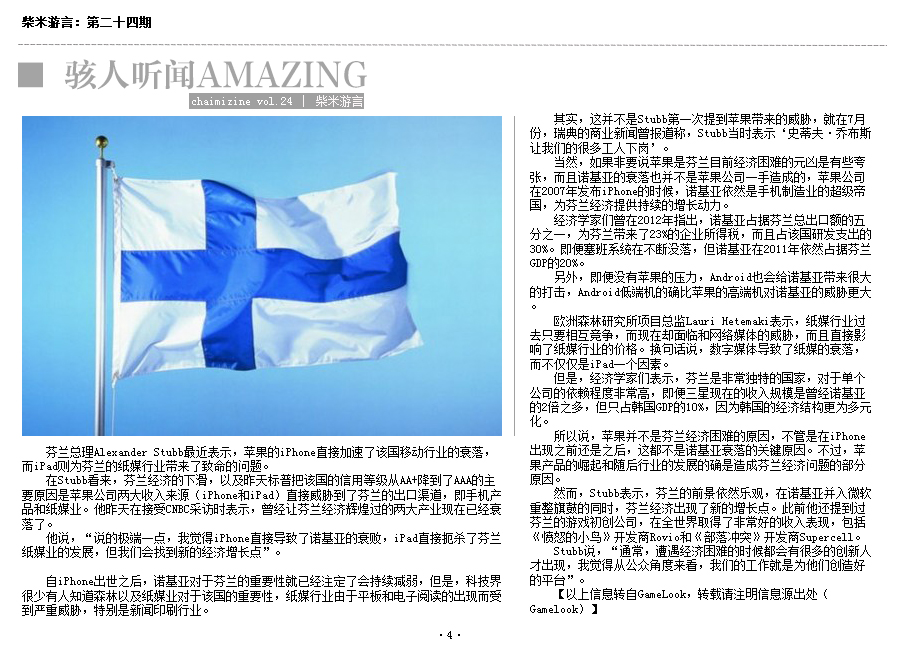 柴米游言：第二十四期
骇人听闻AMAZING
chaimizine vol.24 | 柴米游言
芬兰总理Alexander Stubb最近表示，苹果的iPhone直接加速了该国移动行业的衰落，
而iPad则为芬兰的纸媒行业带来了致命的问题。
在Stubb看来，芬兰经济的下滑，以及昨天标普把该国的信用等级从AA+降到了AAA的主
要原因是苹果公司两大收入来源（iPhone和iPad）直接威胁到了芬兰的出口渠道，即手机产
品和纸媒业。他昨天在接受CNBC采访时表示，曾经让芬兰经济辉煌过的两大产业现在已经衰
落了。
他说，“说的极端一点，我觉得iPhone直接导致了诺基亚的衰败，iPad直接扼杀了芬兰
纸媒业的发展，但我们会找到新的经济增长点”。
自iPhone出世之后，诺基亚对于芬兰的重要性就已经注定了会持续减弱，但是，科技界
很少有人知道森林以及纸媒业对于该国的重要性，纸媒行业由于平板和电子阅读的出现而受
到严重威胁，特别是新闻印刷行业。
其实，这并不是Stubb第一次提到苹果带来的威胁，就在7月
份，瑞典的商业新闻曾报道称，Stubb当时表示‘史蒂夫·乔布斯
让我们的很多工人下岗’。
当然，如果非要说苹果是芬兰目前经济困难的元凶是有些夸
张，而且诺基亚的衰落也并不是苹果公司一手造成的，苹果公司
在2007年发布iPhone的时候，诺基亚依然是手机制造业的超级帝
国，为芬兰经济提供持续的增长动力。
经济学家们曾在2012年指出，诺基亚占据芬兰总出口额的五
分之一，为芬兰带来了23%的企业所得税，而且占该国研发支出的
30%。即便塞班系统在不断没落，但诺基亚在2011年依然占据芬兰
GDP的20%。
另外，即便没有苹果的压力，Android也会给诺基亚带来很大
的打击，Android低端机的确比苹果的高端机对诺基亚的威胁更大
。
欧洲森林研究所项目总监Lauri Hetemaki表示，纸媒行业过
去只要相互竞争，而现在却面临和网络媒体的威胁，而且直接影
响了纸媒行业的价格。换句话说，数字媒体导致了纸媒的衰落，
而不仅仅是iPad一个因素。
但是，经济学家们表示，芬兰是非常独特的国家，对于单个
公司的依赖程度非常高，即便三星现在的收入规模是曾经诺基亚
的2倍之多，但只占韩国GDP的10%，因为韩国的经济结构更为多元
化。
所以说，苹果并不是芬兰经济困难的原因，不管是在iPhone
出现之前还是之后，这都不是诺基亚衰落的关键原因。不过，苹
果产品的崛起和随后行业的发展的确是造成芬兰经济问题的部分
原因。
然而，Stubb表示，芬兰的前景依然乐观，在诺基亚并入微软
重整旗鼓的同时，芬兰经济出现了新的增长点。此前他还提到过
芬兰的游戏初创公司，在全世界取得了非常好的收入表现，包括
《愤怒的小鸟》开发商Rovio和《部落冲突》开发商Supercell。
Stubb说，“通常，遭遇经济困难的时候都会有很多的创新人
才出现，我觉得从公众角度来看，我们的工作就是为他们创造好
的平台”。
【以上信息转自GameLook，转载请注明信息源出处（
Gamelook）】
·4·